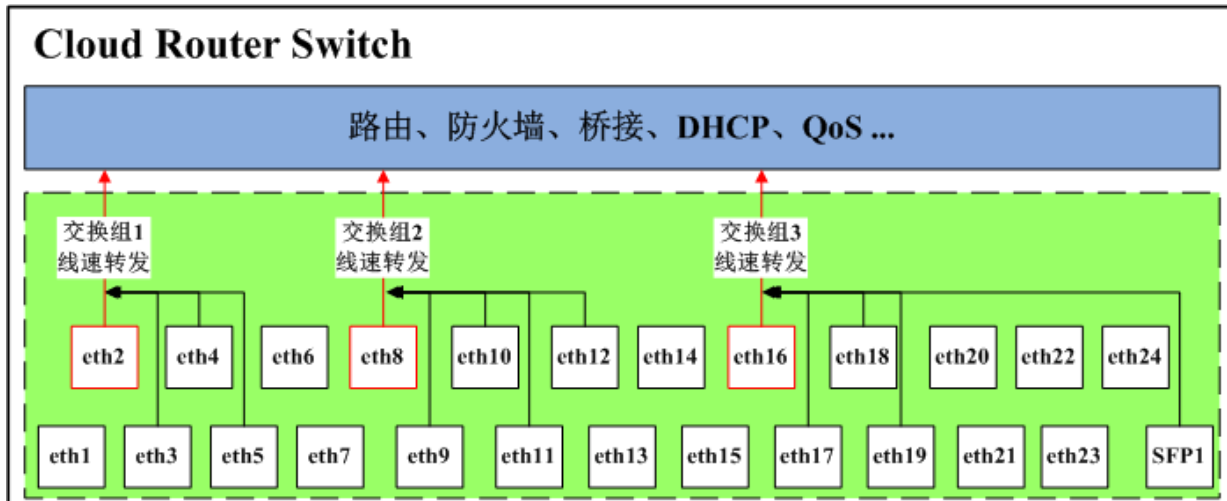 Cloud Router Switch
路由、防火墙、桥接、DHCP、QoS ...
交换组1
线速转发
交换组2
线速转发
交换组3
线速转发
eth2
eth4
eth6
eth8
eth10
eth12
eth14
eth16
eth18
eth20
eth22
eth24
eth1
eth3
eth5
eth7
eth9
eth11
eth13
eth15
eth17
eth19
eth21
eth23
SFP1